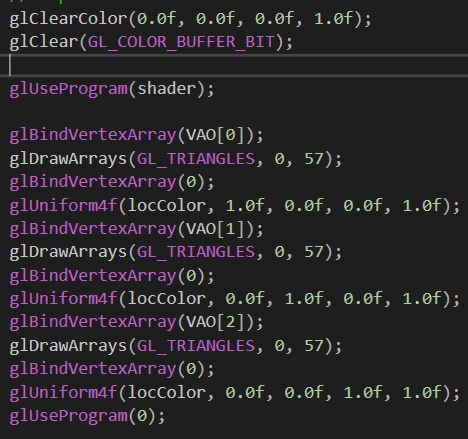 glClearColor(0.0f, 0.0f, 0.0f, 1.0f);
glClear(GL_COLOR_BUFFER_BIT);
glUseProgram(shader);
glBindVertexArray(VAO[0]);
glDrawArrays(GL_TRIANGLES, 0, 57);
glBindVertexArray(0);
glUniform4f(locColor, 1.0f, 0.0f, 0.0f, 1.0f);
glBindVertexArray(VAO[1]);
glDrawArrays(GL_TRIANGLES, 0, 57);
glBindVertexArray(0);
glUniform4f(locColor, 0.0f, 1.0f, 0.0f, 1.0f);
glBindVertexArray(VAO[2]);
glDrawArrays(GL_TRIANGLES, 0, 57);
glBindVertexArray(0);
glUniform4f(locColor, 0.0f, 0.0f, 1.0f, 1.0f);
glUseProgram(0);